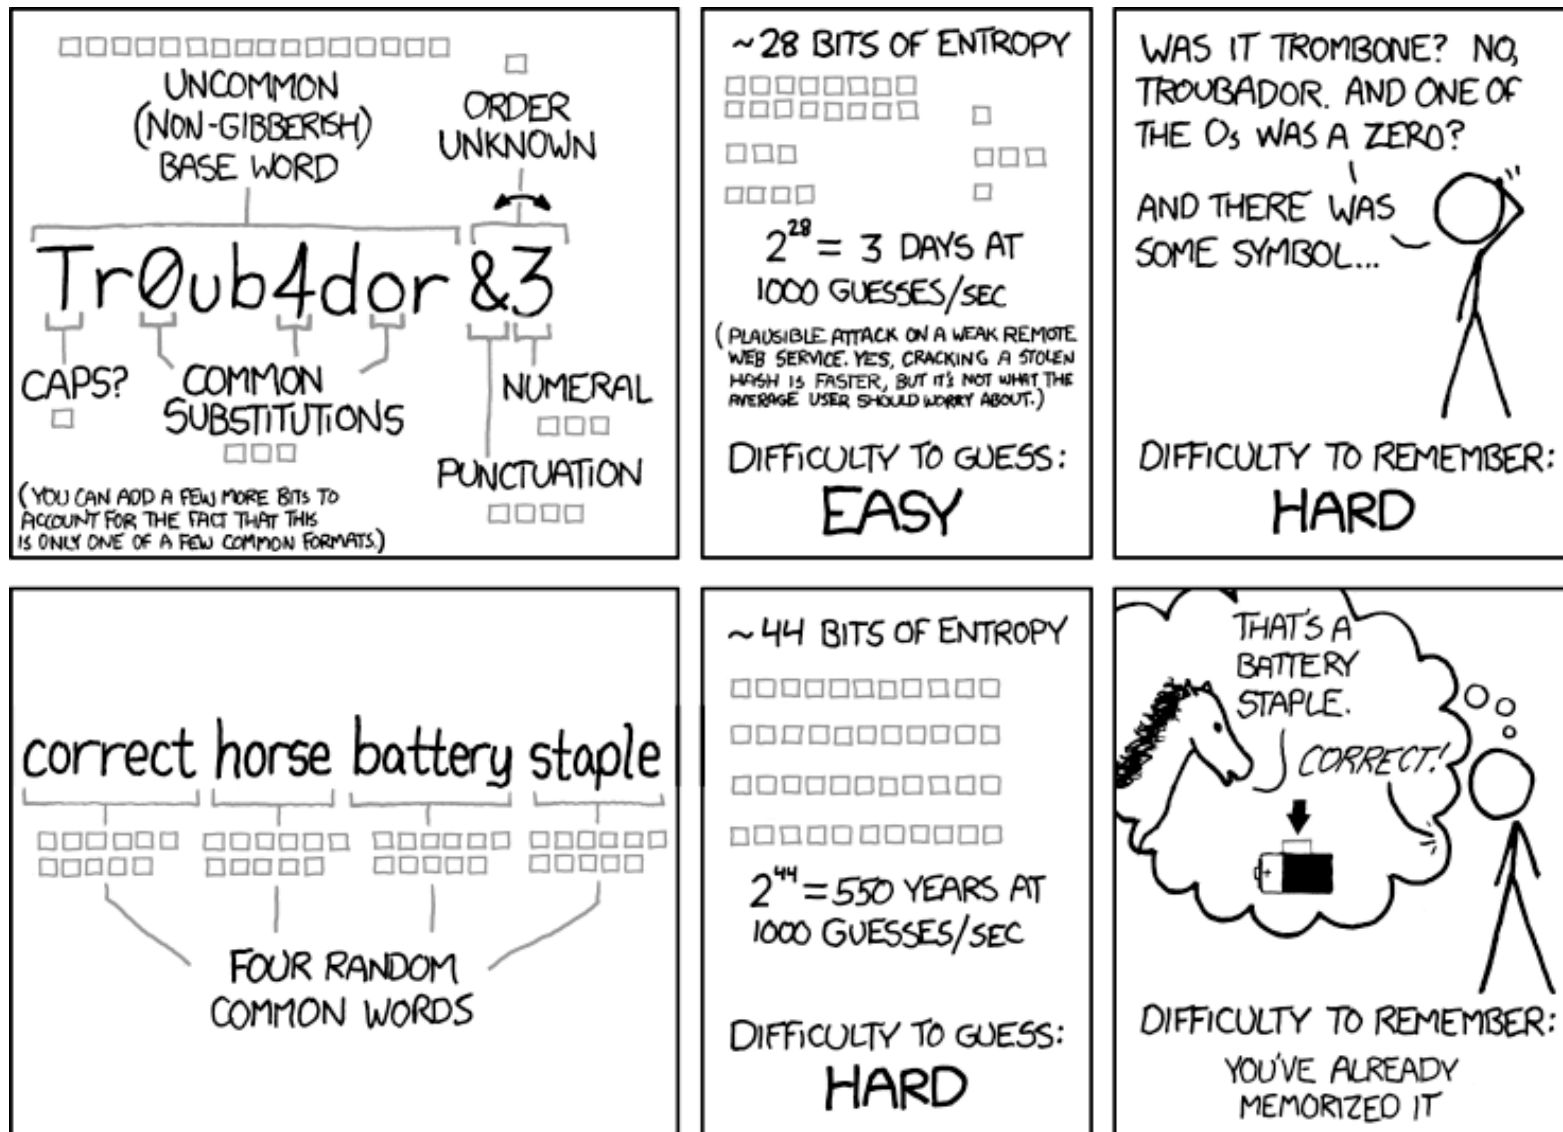 UNCOMMON
(NON-GIBBERISH)
BASE WORD
ORDER
UNKNOWN
Tr0ub4dor &3
CAPS?
COMMON
SUBSTITUTIONS
NUMERAL
PUNCTUATION
(YOU CAN ADD A FEW MORE BITS TO
ACCOUNT FOR THE FACT THAT THIS
IS ONLY ONE OF A FEW COMMON FORMATS.)
~28 BITS OF ENTROPY
2^28 = 3 DAYS AT
1000 GUESSES/SEC
(PLAUSIBLE ATTACK ON A WEAK REMOTE
WEB SERVICE. YES, CRACKING A STOLEN
HASH IS FASTER, BUT IT'S NOT WHAT THE
AVERAGE USER SHOULD WORRY ABOUT.)
DIFFICULTY TO GUESS:
EASY
WAS IT TROMBONE? NO,
TROUBADOR. AND ONE OF
THE Os WAS A ZERO?
AND THERE WAS
SOME SYMBOL...
DIFFICULTY TO REMEMBER:
HARD
correct horse battery staple
FOUR RANDOM
COMMON WORDS
~44 BITS OF ENTROPY
2^44 = 550 YEARS AT
1000 GUESSES/SEC
DIFFICULTY TO GUESS:
HARD
THAT'S A
BATTERY
STAPLE.
CORRECT!
+
DIFFICULTY TO REMEMBER:
YOU'VE ALREADY
MEMORIZED IT